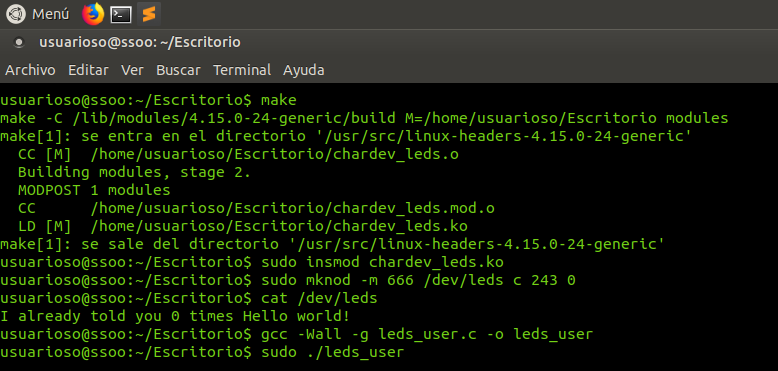 Menú
usuarioso@ssoo: ~/Escritorio
Archivo Editar Ver Buscar Terminal Ayuda
usuarioso@ssoo:~/Escritorio$ make
make -C /lib/modules/4.15.0-24-generic/build M=/home/usuarioso/Escritorio modules
make[1]: se entra en el directorio '/usr/src/linux-headers-4.15.0-24-generic'
  CC [M]  /home/usuarioso/Escritorio/chardev_leds.o
  Building modules, stage 2.
  MODPOST 1 modules
  CC      /home/usuarioso/Escritorio/chardev_leds.mod.o
  LD [M]  /home/usuarioso/Escritorio/chardev_leds.ko
make[1]: se sale del directorio '/usr/src/linux-headers-4.15.0-24-generic'
usuarioso@ssoo:~/Escritorio$ sudo insmod chardev_leds.ko
usuarioso@ssoo:~/Escritorio$ sudo mknod -m 666 /dev/leds c 243 0
usuarioso@ssoo:~/Escritorio$ cat /dev/leds
I already told you 0 times Hello world!
usuarioso@ssoo:~/Escritorio$ gcc -Wall -g leds_user.c -o leds_user
usuarioso@ssoo:~/Escritorio$ sudo ./leds_user